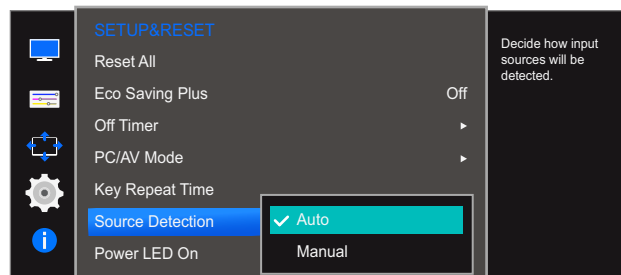 SETUP&RESET
Reset All
Eco Saving Plus Off
Off Timer
PC/AV Mode
Key Repeat Time
Source Detection
Auto
Power LED On
Manual
Decide how input
sources will be
detected.